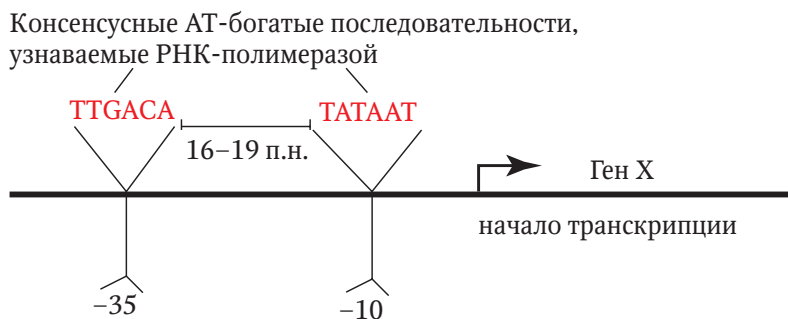 Консенсусные АТ-богатые последовательности,
узнаваемые РНК-полимеразой
TTGACA
TATAAT
16–19 п.н.
Ген X
начало транскрипции
–35
–10